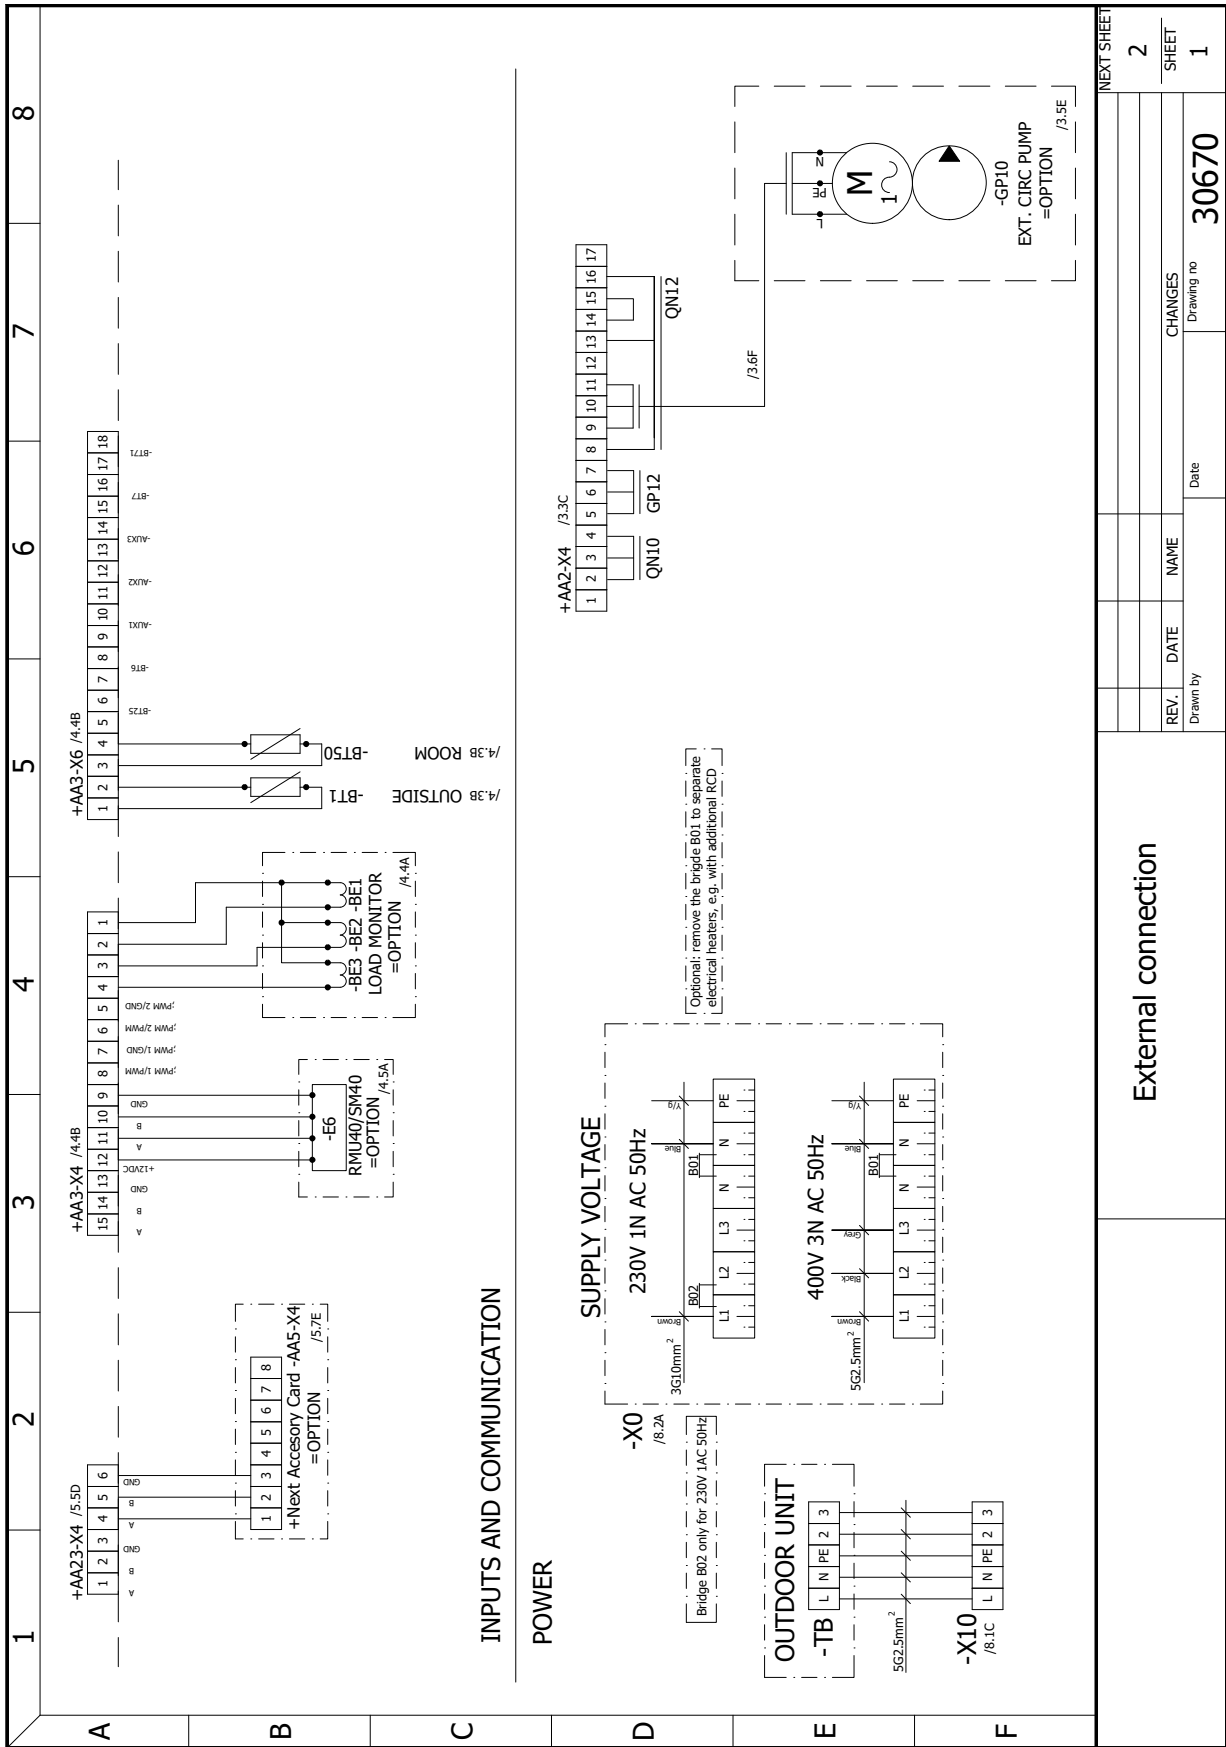 1 2 3 4 5 6 7 8
A
B
C
D
E
F
+AA23-X4 /5.5D
1 2 3 4 5 6
A
B
GND
A
B
GND
1 2 3 4 5 6 7 8
+Next Accesory Card -AA5-X4
=OPTION
/5.7E
+AA3-X4 /4.4B
15 14 13 12 11 10 9 8 7 6 5 4 3 2 1
A
B
GND
+12VDC
A
B
GND
;PWM 1/PWM
;PWM 1/GND
;PWM 2/PWM
;PWM 2/GND
-E6
RMU40/SM40
=OPTION
/4.5A
-BE3 -BE2 -BE1
LOAD MONITOR
=OPTION
/4.4A
+AA3-X6 /4.4B
1 2 3 4 5 6 7 8 9 10 11 12 13 14 15 16 17 18
-BT25
-BT6
-AUX1
-AUX2
-AUX3
-BT7
-BT71
-BT1
/4.3B OUTSIDE
-BT50
/4.3B ROOM
INPUTS AND COMMUNICATION
POWER
-X0
/8.2A
Bridge B02 only for 230V 1AC 50Hz
SUPPLY VOLTAGE
230V 1N AC 50Hz
3G10mm²
Brown
Blue
Y/g
B02
B01
L1 L2 L3 N N PE
400V 3N AC 50Hz
5G2.5mm²
Brown
Black
Grey
Blue
Y/g
B01
L1 L2 L3 N N PE
Optional: remove the brigde B01 to separate
electrical heaters, e.g. with additional RCD
OUTDOOR UNIT
-TB
L N PE 2 3
5G2.5mm²
-X10
/8.1C
L N PE 2 3
+AA2-X4 /3.3C
1 2 3 4 5 6 7 8 9 10 11 12 13 14 15 16 17
QN10
GP12
QN12
/3.6F
L
PE
N
M
1
-GP10
EXT. CIRC PUMP
=OPTION
/3.5E
External connection
REV. DATE NAME CHANGES
Drawn by
Date
Drawing no
30670
NEXT SHEET
2
SHEET
1